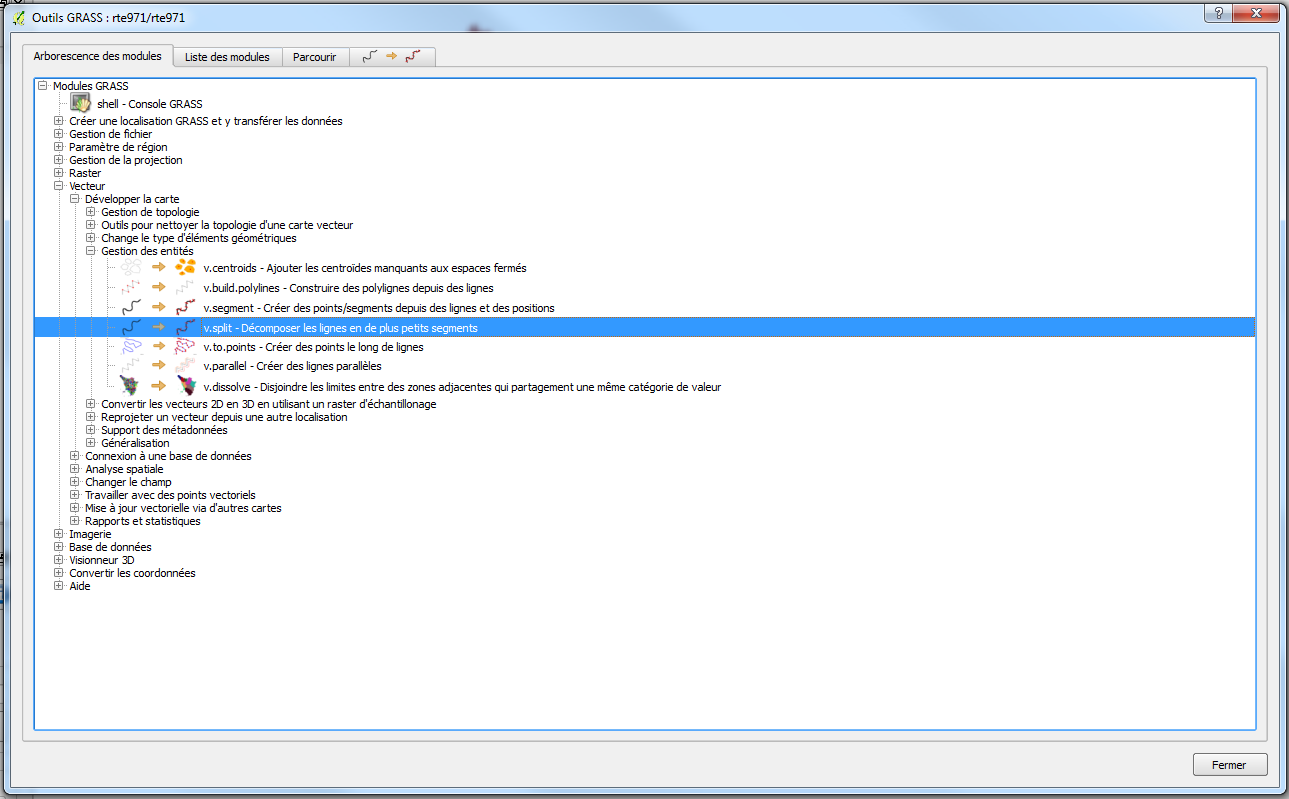 Outils GRASS : rte971/rte971
Arborescence des modules
Liste des modules
Parcourir
Modules GRASS
shell - Console GRASS
Créer une localisation GRASS et y transférer les données
Gestion de fichier
Paramètre de région
Gestion de la projection
Raster
Vecteur
Développer la carte
Gestion de topologie
Outils pour nettoyer la topologie d'une carte vecteur
Change le type d'éléments géométriques
Gestion des entités
v.centroids - Ajouter les centroïdes manquants aux espaces fermés
v.build.polylines - Construire des polylignes depuis des lignes
v.segment - Créer des points/segments depuis des lignes et des positions
v.split - Décomposer les lignes en de plus petits segments
v.to.points - Créer des points le long de lignes
v.parallel - Créer des lignes parallèles
v.dissolve - Disjoindre les limites entre des zones adjacentes qui partagement une même catégorie de valeur
Convertir les vecteurs 2D en 3D en utilisant un raster d'échantillonage
Reprojeter un vecteur depuis une autre localisation
Support des métadonnées
Généralisation
Connexion à une base de données
Analyse spatiale
Changer le champ
Travailler avec des points vectoriels
Mise à jour vectorielle via d'autres cartes
Rapports et statistiques
Imagerie
Base de données
Visionneur 3D
Convertir les coordonnées
Aide
Fermer